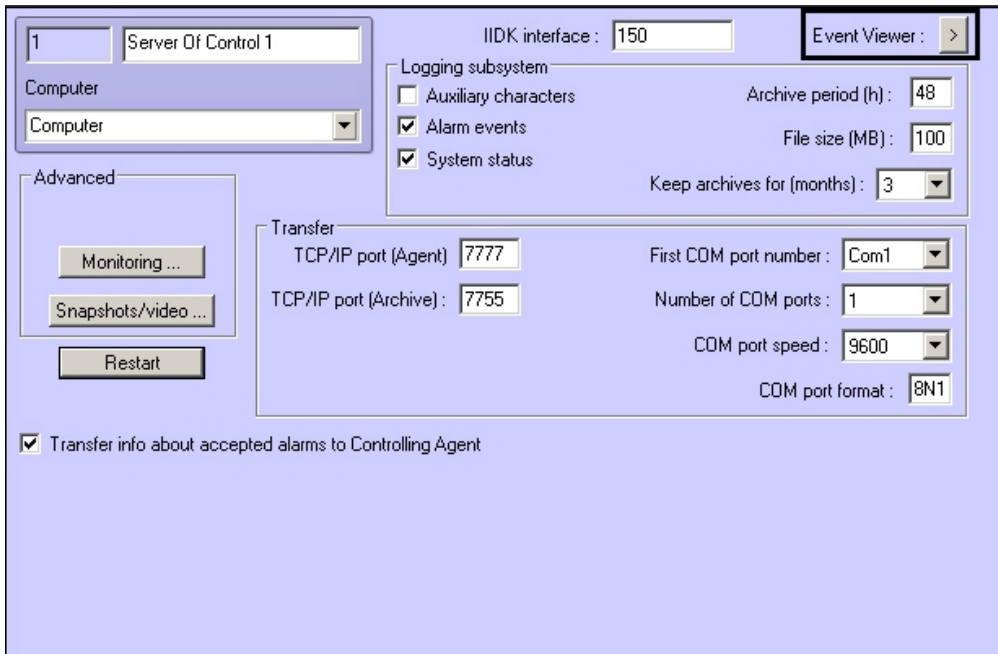 1 Server Of Control 1
Computer
Computer
IIDK interface : 150
Event Viewer : >
Logging subsystem
Auxiliary characters
Alarm events
System status
Archive period (h) : 48
File size (MB) : 100
Keep archives for (months) : 3
Advanced
Monitoring ...
Snapshots/video ...
Restart
Transfer
TCP/IP port (Agent) 7777
TCP/IP port (Archive) : 7755
First COM port number : Com1
Number of COM ports : 1
COM port speed : 9600
COM port format : 8N1
Transfer info about accepted alarms to Controlling Agent